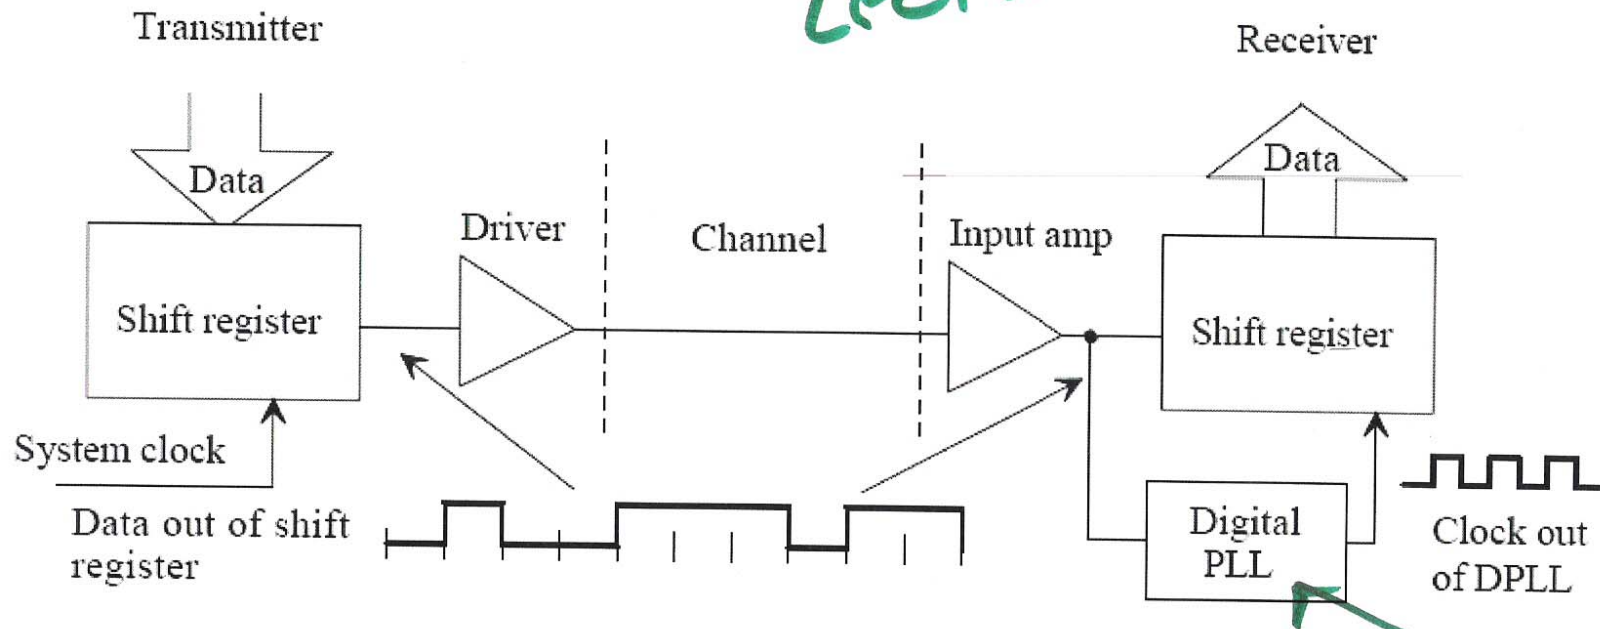 Transmitter
Receiver
Data
Data
Driver
Channel
Input amp
Shift register
Shift register
System clock
Data out of shift
register
Digital
PLL
Clock out
of DPLL